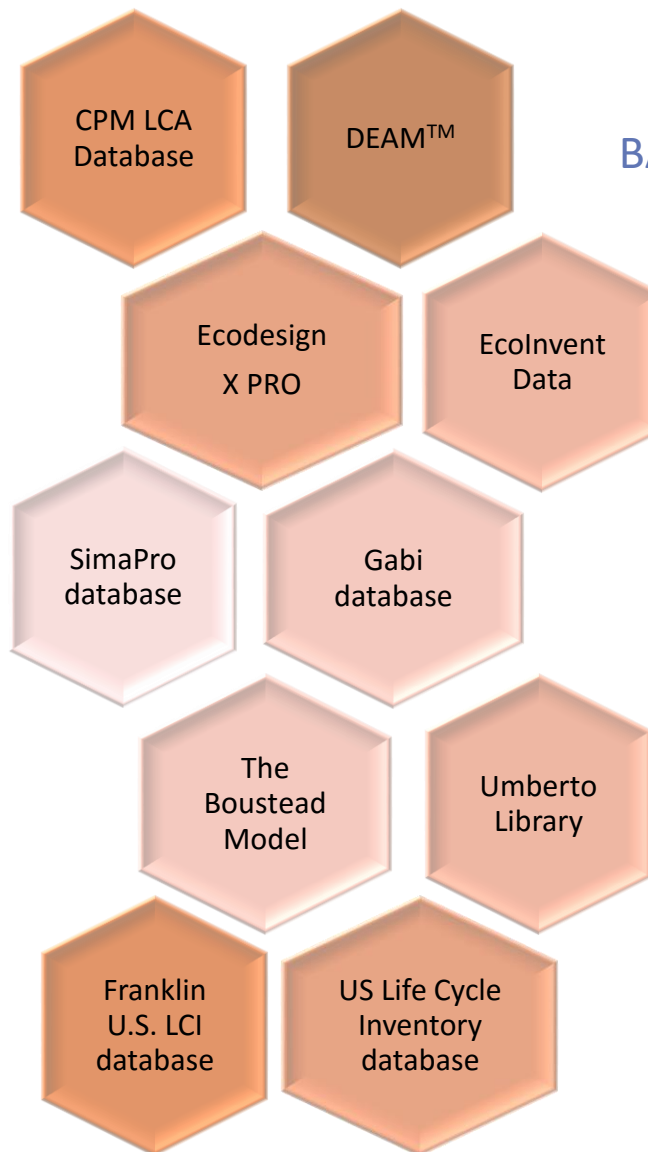 CPM LCA
Database
DEAM™
Ecodesign
X PRO
EcoInvent
Data
SimaPro
database
Gabi
database
The
Boustead
Model
Umberto
Library
Franklin
U.S. LCI
database
US Life Cycle
Inventory
database